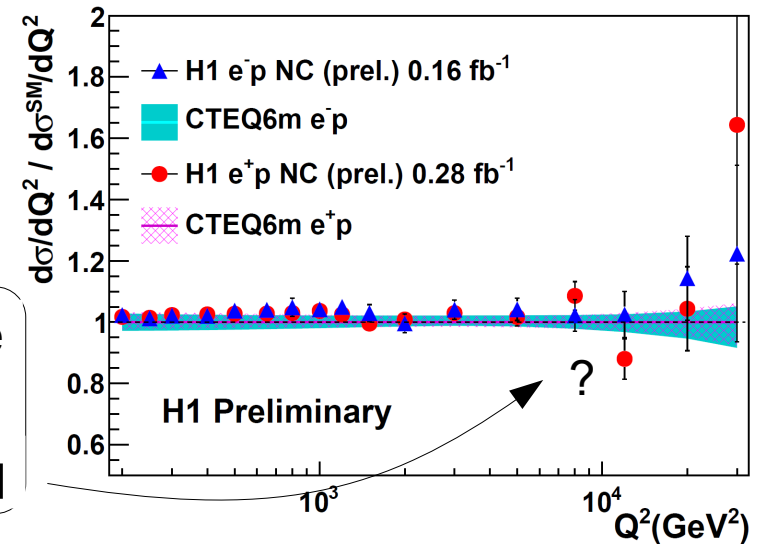 2
1.8
1.6
1.4
1.2
1
0.8
0.6
dσ/dQ² / dσ^SM/dQ²
H1 e⁻p NC (prel.) 0.16 fb⁻¹
CTEQ6m e⁻p
H1 e⁺p NC (prel.) 0.28 fb⁻¹
CTEQ6m e⁺p
?
H1 Preliminary
10³
10⁴
Q²(GeV²)